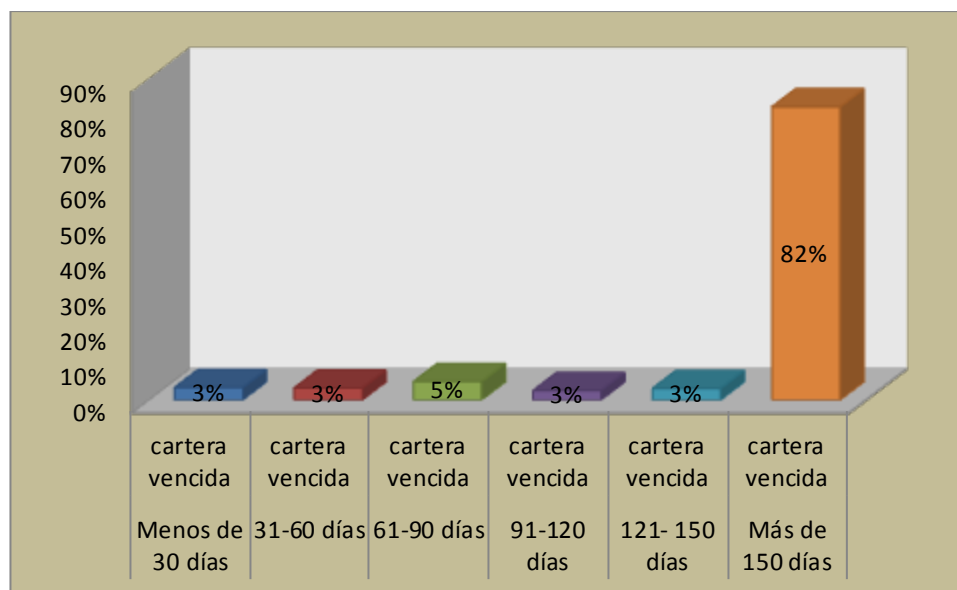 90%
80%
70%
60%
50%
40%
30%
20%
10%
0%
3%
3%
5%
3%
3%
82%
cartera
vencida
cartera
vencida
cartera
vencida
cartera
vencida
cartera
vencida
cartera
vencida
Menos de
30 días
31-60 días
61-90 días
91-120
días
121- 150
días
Más de
150 días